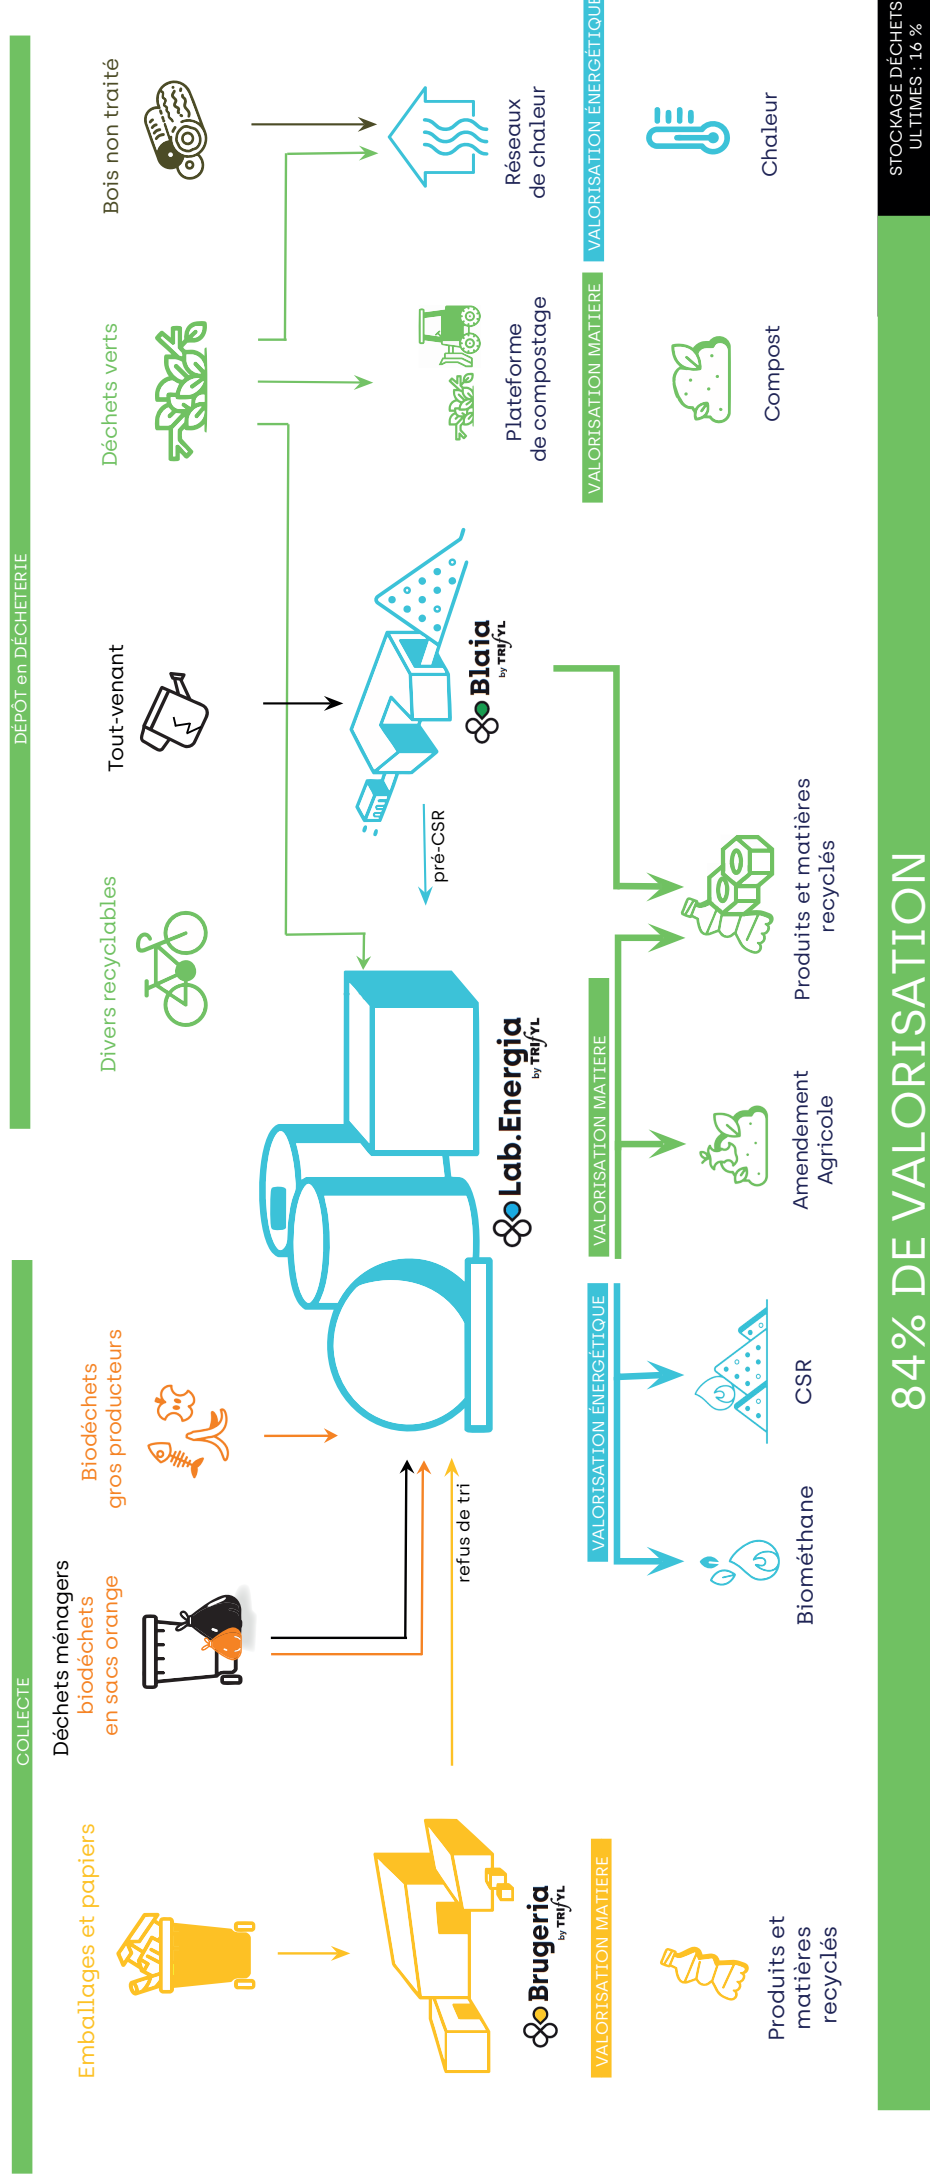 COLLECTE
DÉPÔT en DÉCHETERIE
Emballages et papiers
Déchets ménagers
biodéchets
en sacs orange
Biodéchets
gros producteurs
Divers recyclables
Tout-venant
Déchets verts
Bois non traité
refus de tri
pré-CSR
Brugeria
by TRIFYL
Lab.Energia
by TRIFYL
Blaia
by TRIFYL
Plateforme
de compostage
Réseaux
de chaleur
VALORISATION MATIERE
VALORISATION ÉNERGÉTIQUE
VALORISATION MATIERE
VALORISATION MATIERE
VALORISATION ÉNERGÉTIQUE
Produits et
matières
recyclés
Biométhane
CSR
Amendement
Agricole
Produits et matières
recyclés
Compost
Chaleur
84% DE VALORISATION
STOCKAGE DÉCHETS
ULTIMES : 16 %